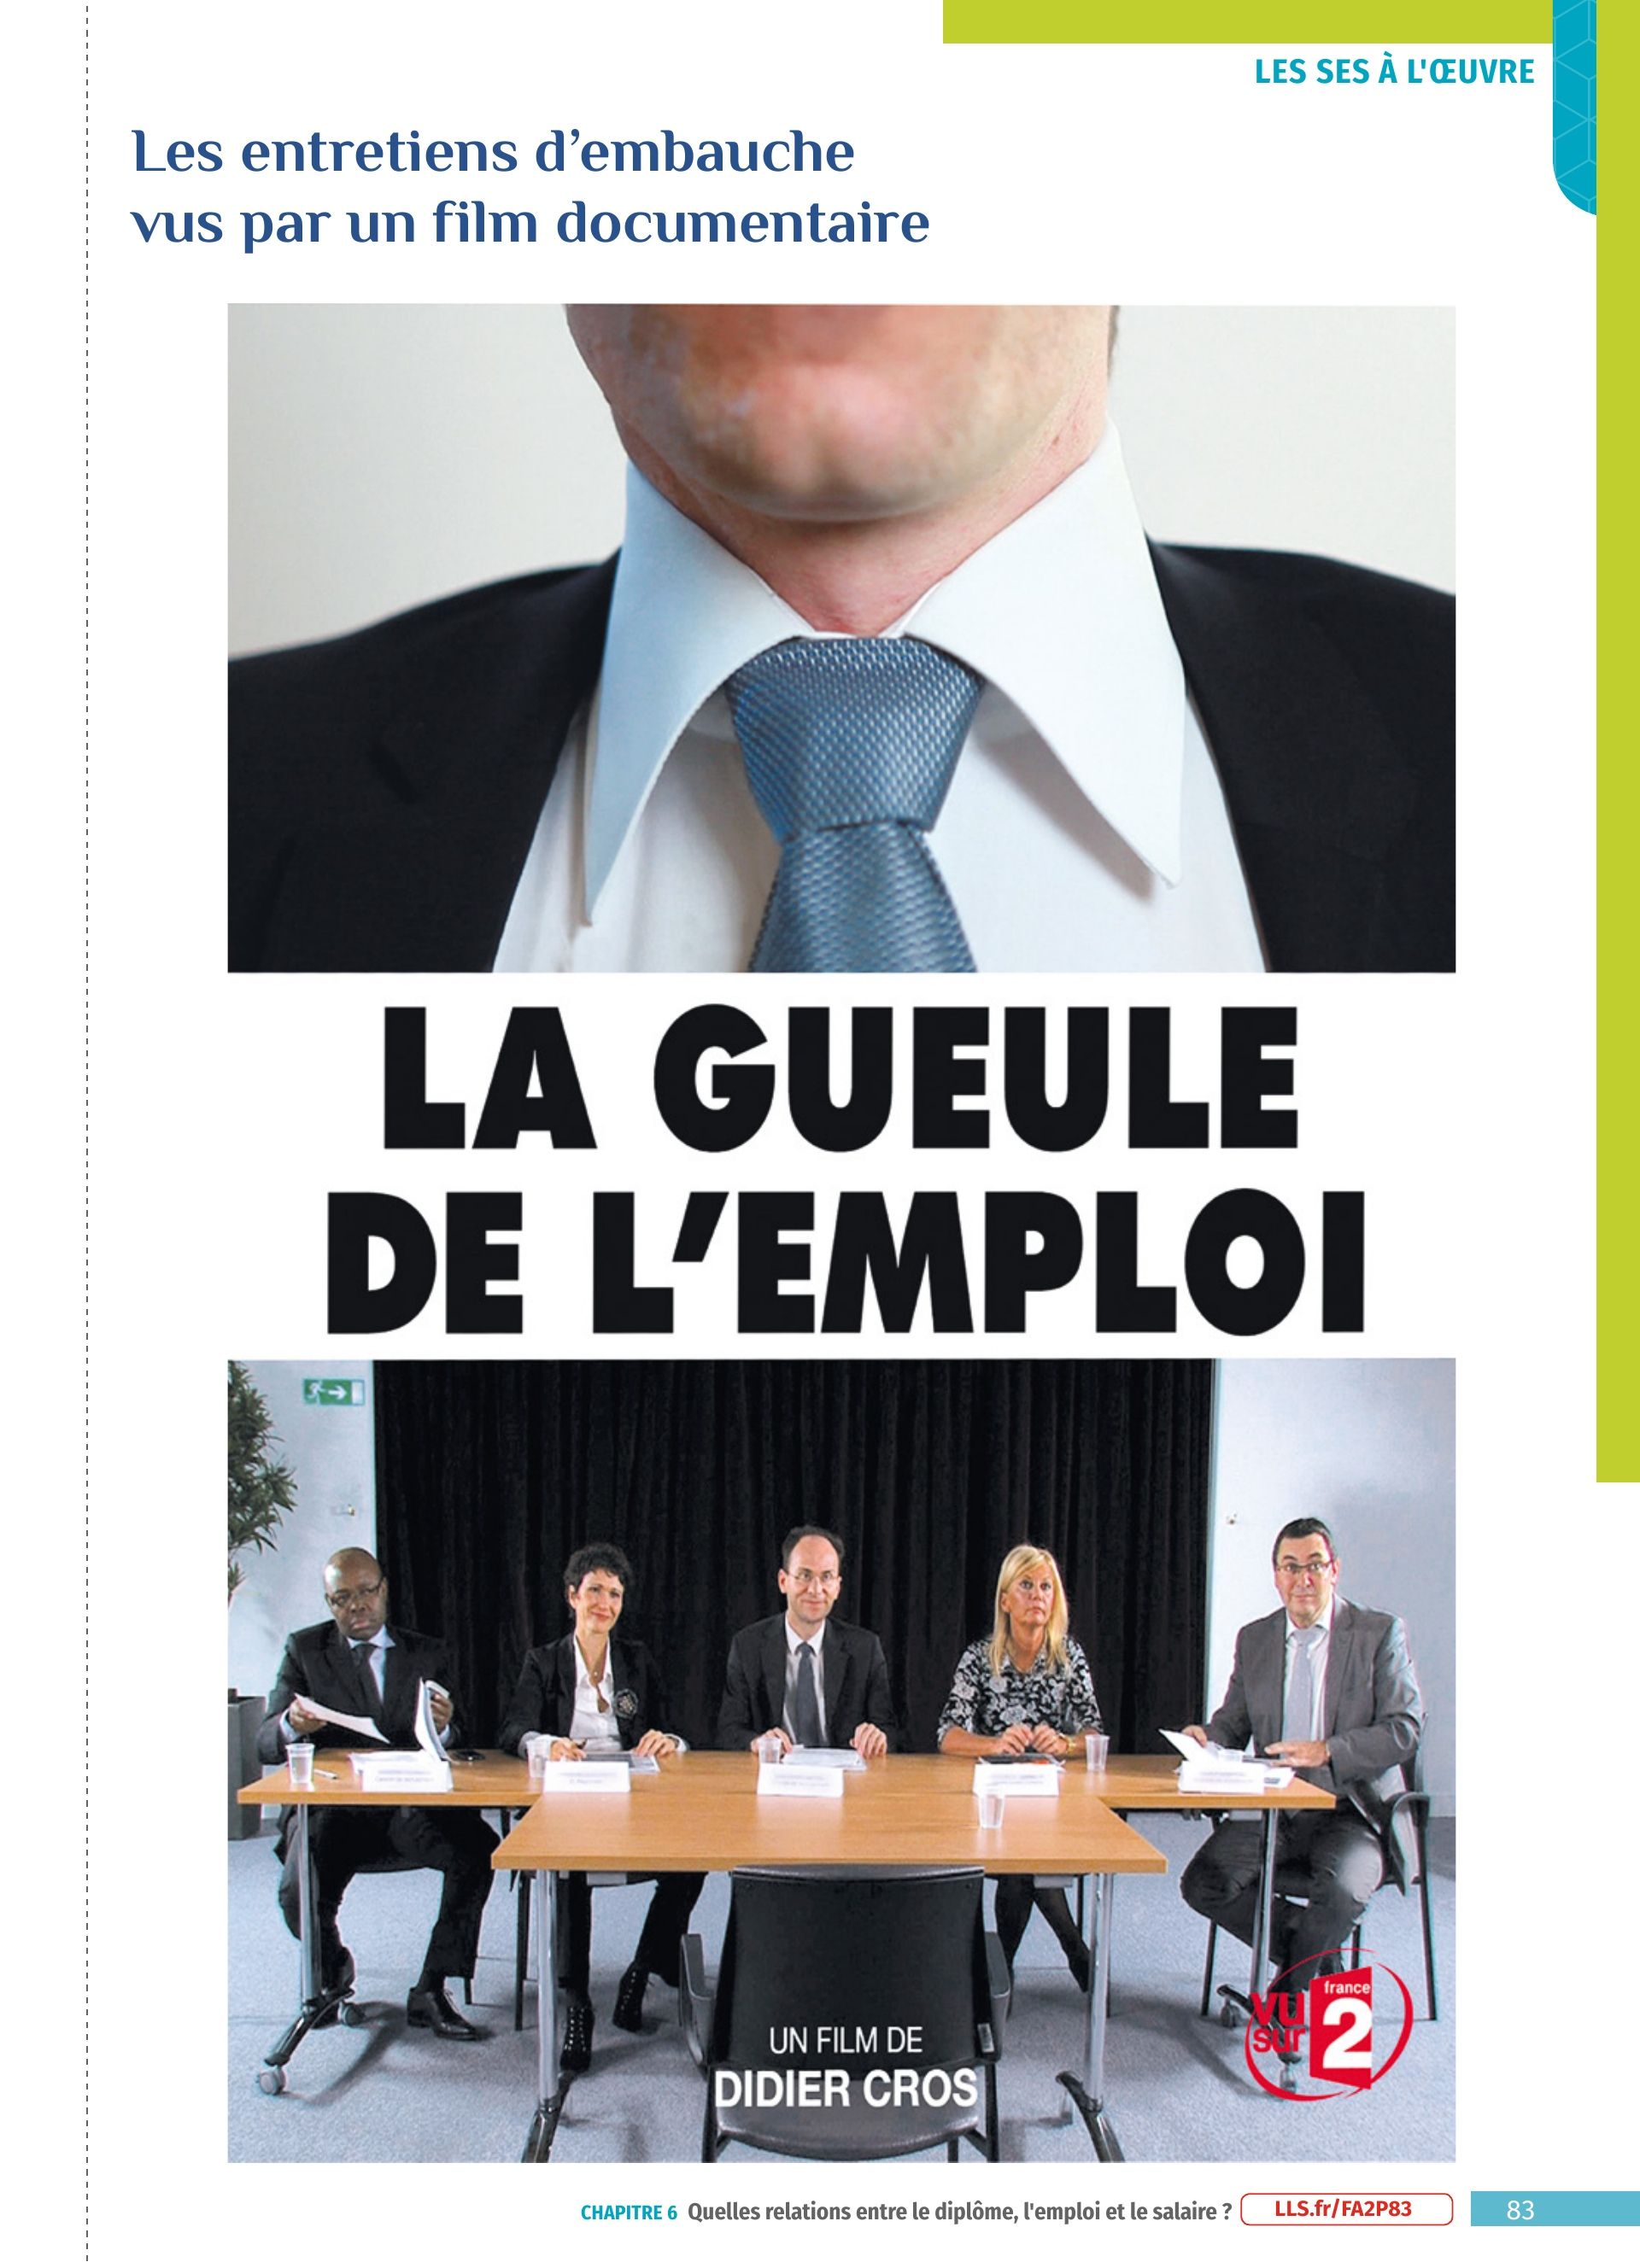 LES SES À L'ŒUVRE
Les entretiens d’embauche
vus par un film documentaire
LA GUEULE
DE L’EMPLOI
UN FILM DE
DIDIER CROS
vu
sur
france
2
CHAPITRE 6 Quelles relations entre le diplôme, l'emploi et le salaire ? LLS.fr/FA2P83 83